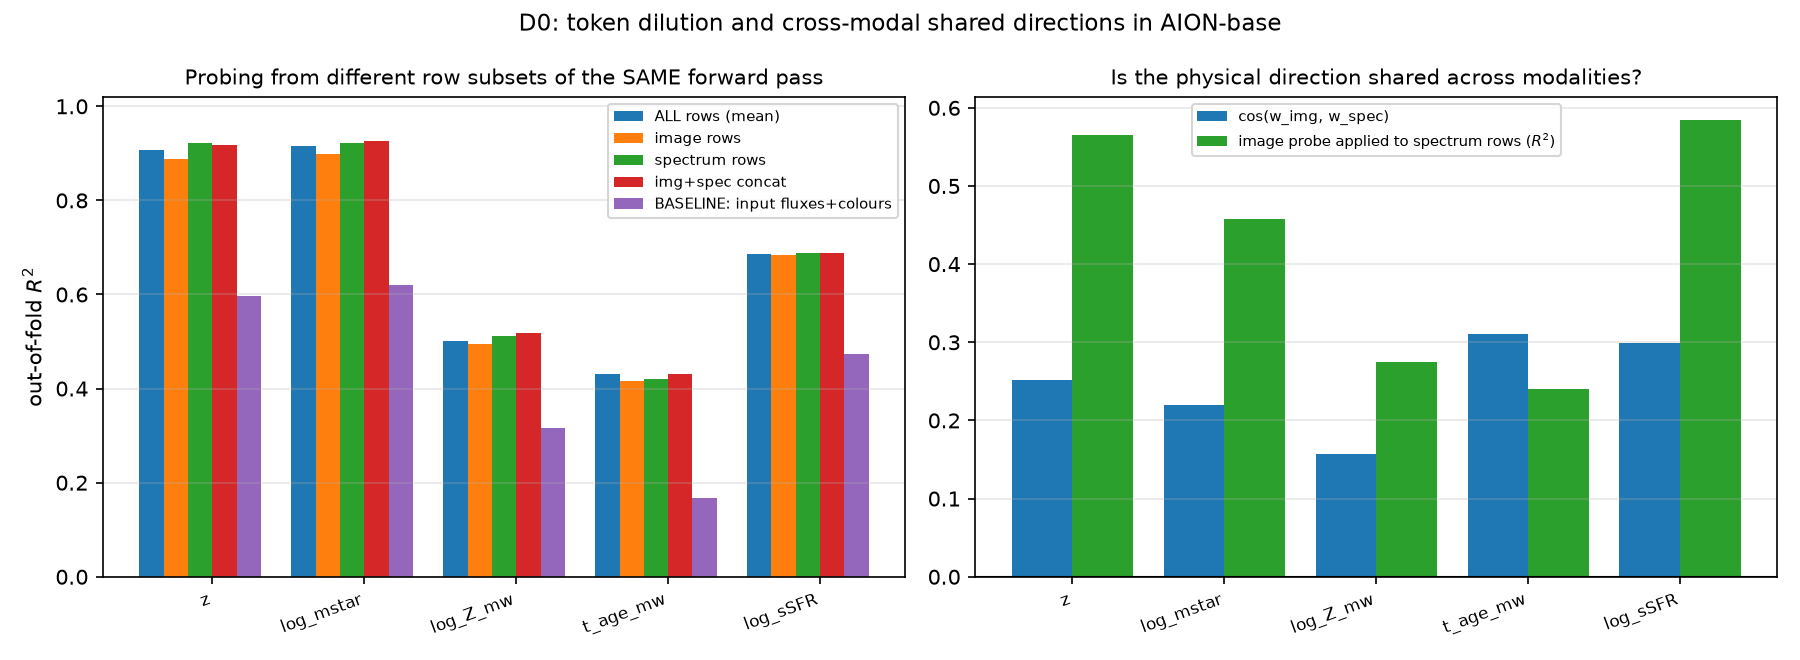 D0: token dilution and cross-modal shared directions in AION-base
Probing from different row subsets of the SAME forward pass
out-of-fold R²
1.0
0.8
0.6
0.4
0.2
0.0
ALL rows (mean)
image rows
spectrum rows
img+spec concat
BASELINE: input fluxes+colours
z
log_mstar
log_Z_mw
t_age_mw
log_sSFR
Is the physical direction shared across modalities?
0.6
0.5
0.4
0.3
0.2
0.1
0.0
cos(w_img, w_spec)
image probe applied to spectrum rows (R²)
z
log_mstar
log_Z_mw
t_age_mw
log_sSFR